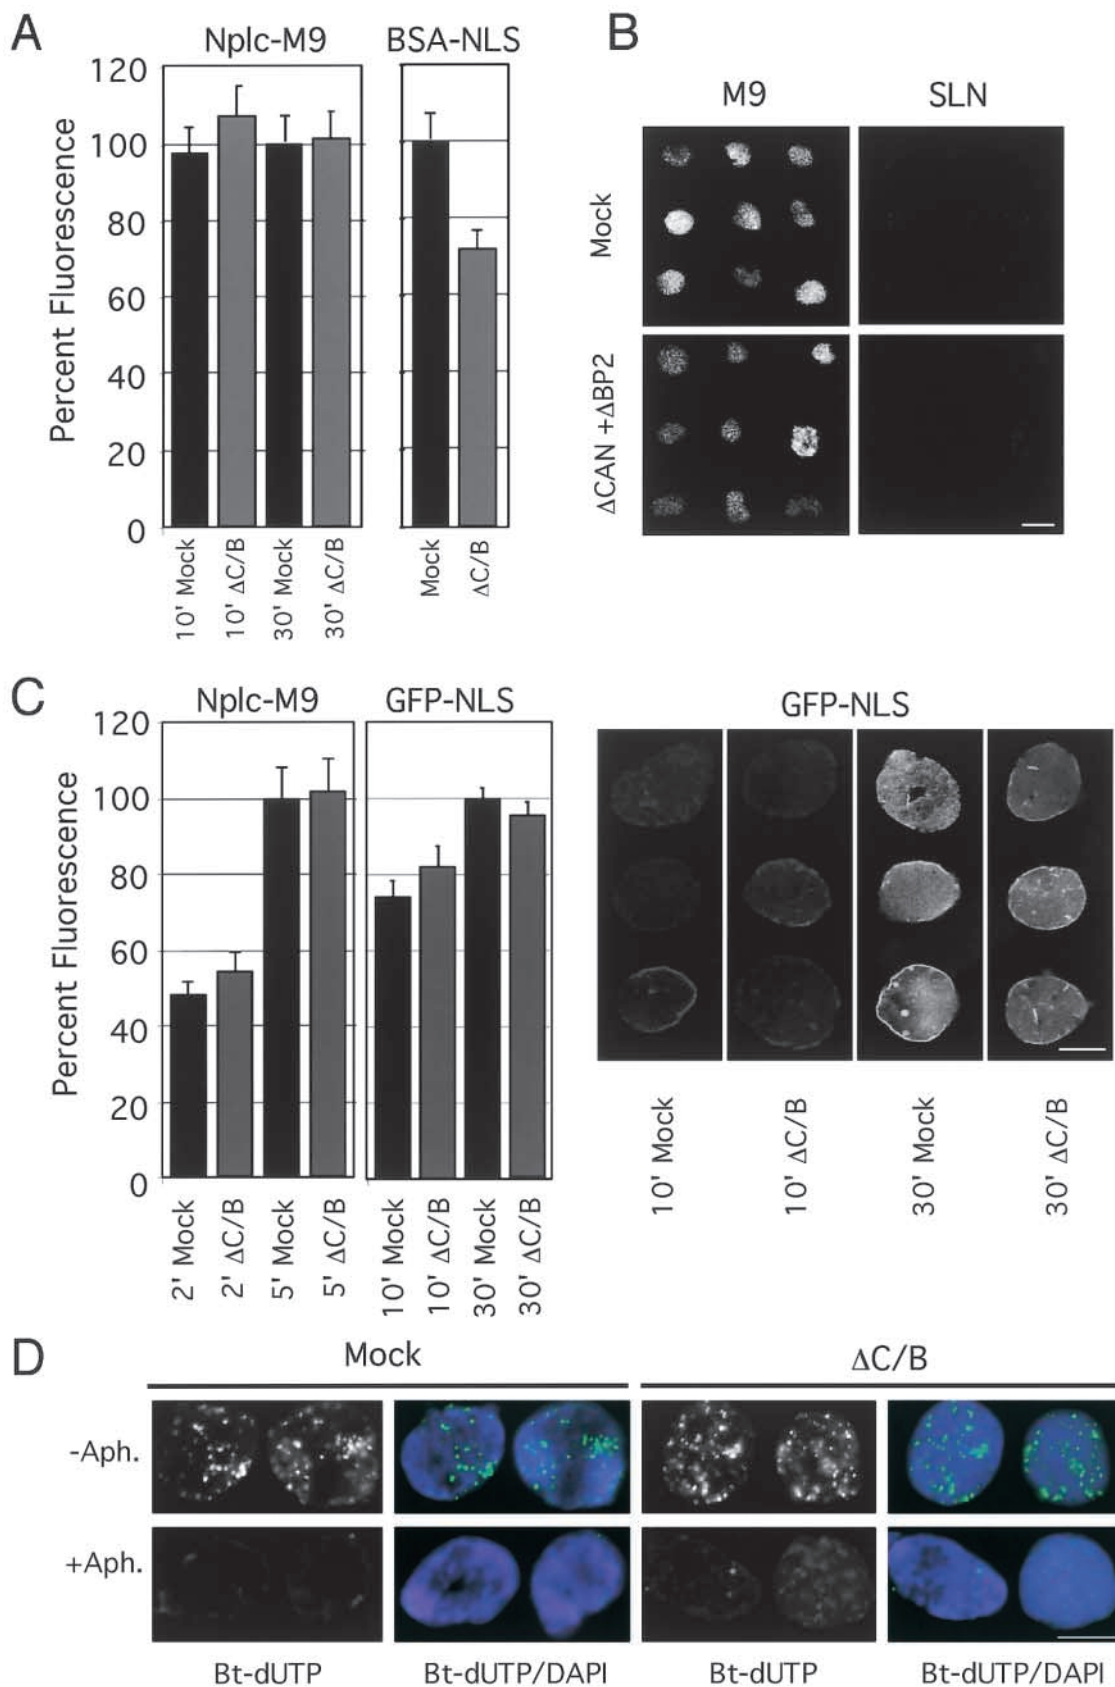 A
Nplc-M9
BSA-NLS
Percent Fluorescence
120
100
80
60
40
20
0
10' Mock
10' ΔC/B
30' Mock
30' ΔC/B
Mock
ΔC/B
B
M9
SLN
Mock
ΔCAN +ΔBP2
C
Nplc-M9
GFP-NLS
Percent Fluorescence
120
100
80
60
40
20
0
2' Mock
2' ΔC/B
5' Mock
5' ΔC/B
10' Mock
10' ΔC/B
30' Mock
30' ΔC/B
GFP-NLS
10' Mock
10' ΔC/B
30' Mock
30' ΔC/B
D
Mock
ΔC/B
-Aph.
+Aph.
Bt-dUTP
Bt-dUTP/DAPI
Bt-dUTP
Bt-dUTP/DAPI